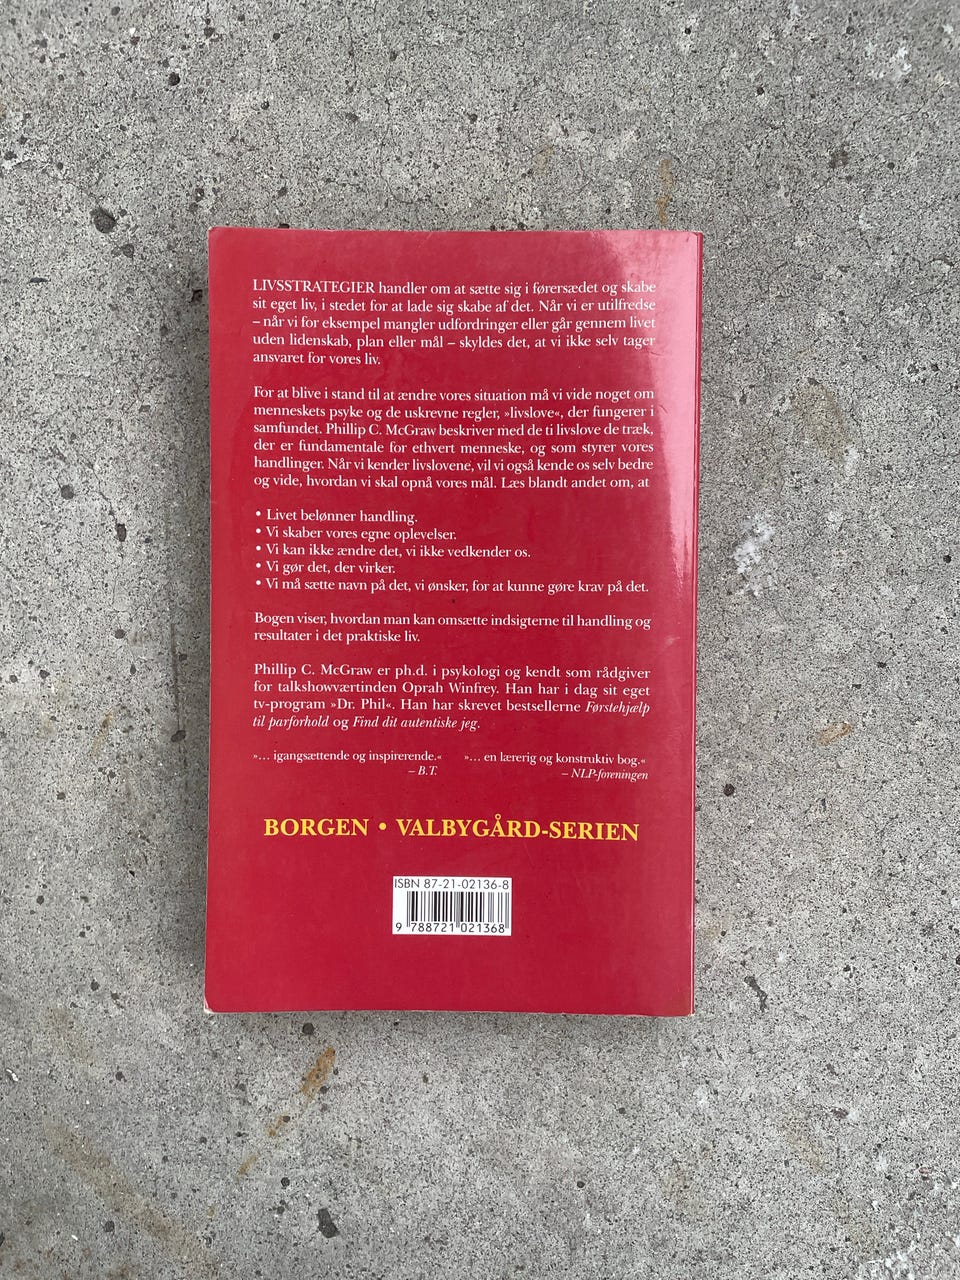 LIVSSTRATEGIER handler om at sætte sig i førersædet og skabe
sit eget liv, i stedet for at lade sig skabe af det. Når vi er utilfredse
– når vi for eksempel mangler udfordringer eller går gennem livet
uden lidenskab, plan eller mål – skyldes det, at vi ikke selv tager
ansvaret for vores liv.
For at blive i stand til at ændre vores situation må vi vide noget om
menneskets psyke og de uskrevne regler, »livslove«, der fungerer i
samfundet. Phillip C. McGraw beskriver med de ti livslove de træk,
der er fundamentale for ethvert menneske, og som styrer vores
handlinger. Når vi kender livslovene, vil vi også kende os selv bedre
og vide, hvordan vi skal opnå vores mål. Læs blandt andet om, at
• Livet belønner handling.
• Vi skaber vores egne oplevelser.
• Vi kan ikke ændre det, vi ikke vedkender os.
• Vi gør det, der virker.
• Vi må sætte navn på det, vi ønsker, for at kunne gøre krav på det.
Bogen viser, hvordan man kan omsætte indsigterne til handling og
resultater i det praktiske liv.
Phillip C. McGraw er ph.d. i psykologi og kendt som rådgiver
for talkshowværtinden Oprah Winfrey. Han har i dag sit eget
tv-program »Dr. Phil«. Han har skrevet bestsellerne Førstehjælp
til parforhold og Find dit autentiske jeg.
»... igangsættende og inspirerende.«
– B.T.
»... en lærerig og konstruktiv bog.«
– NLP-foreningen
BORGEN • VALBYGÅRD-SERIEN
ISBN 87-21-02136-8
9 788721 021368